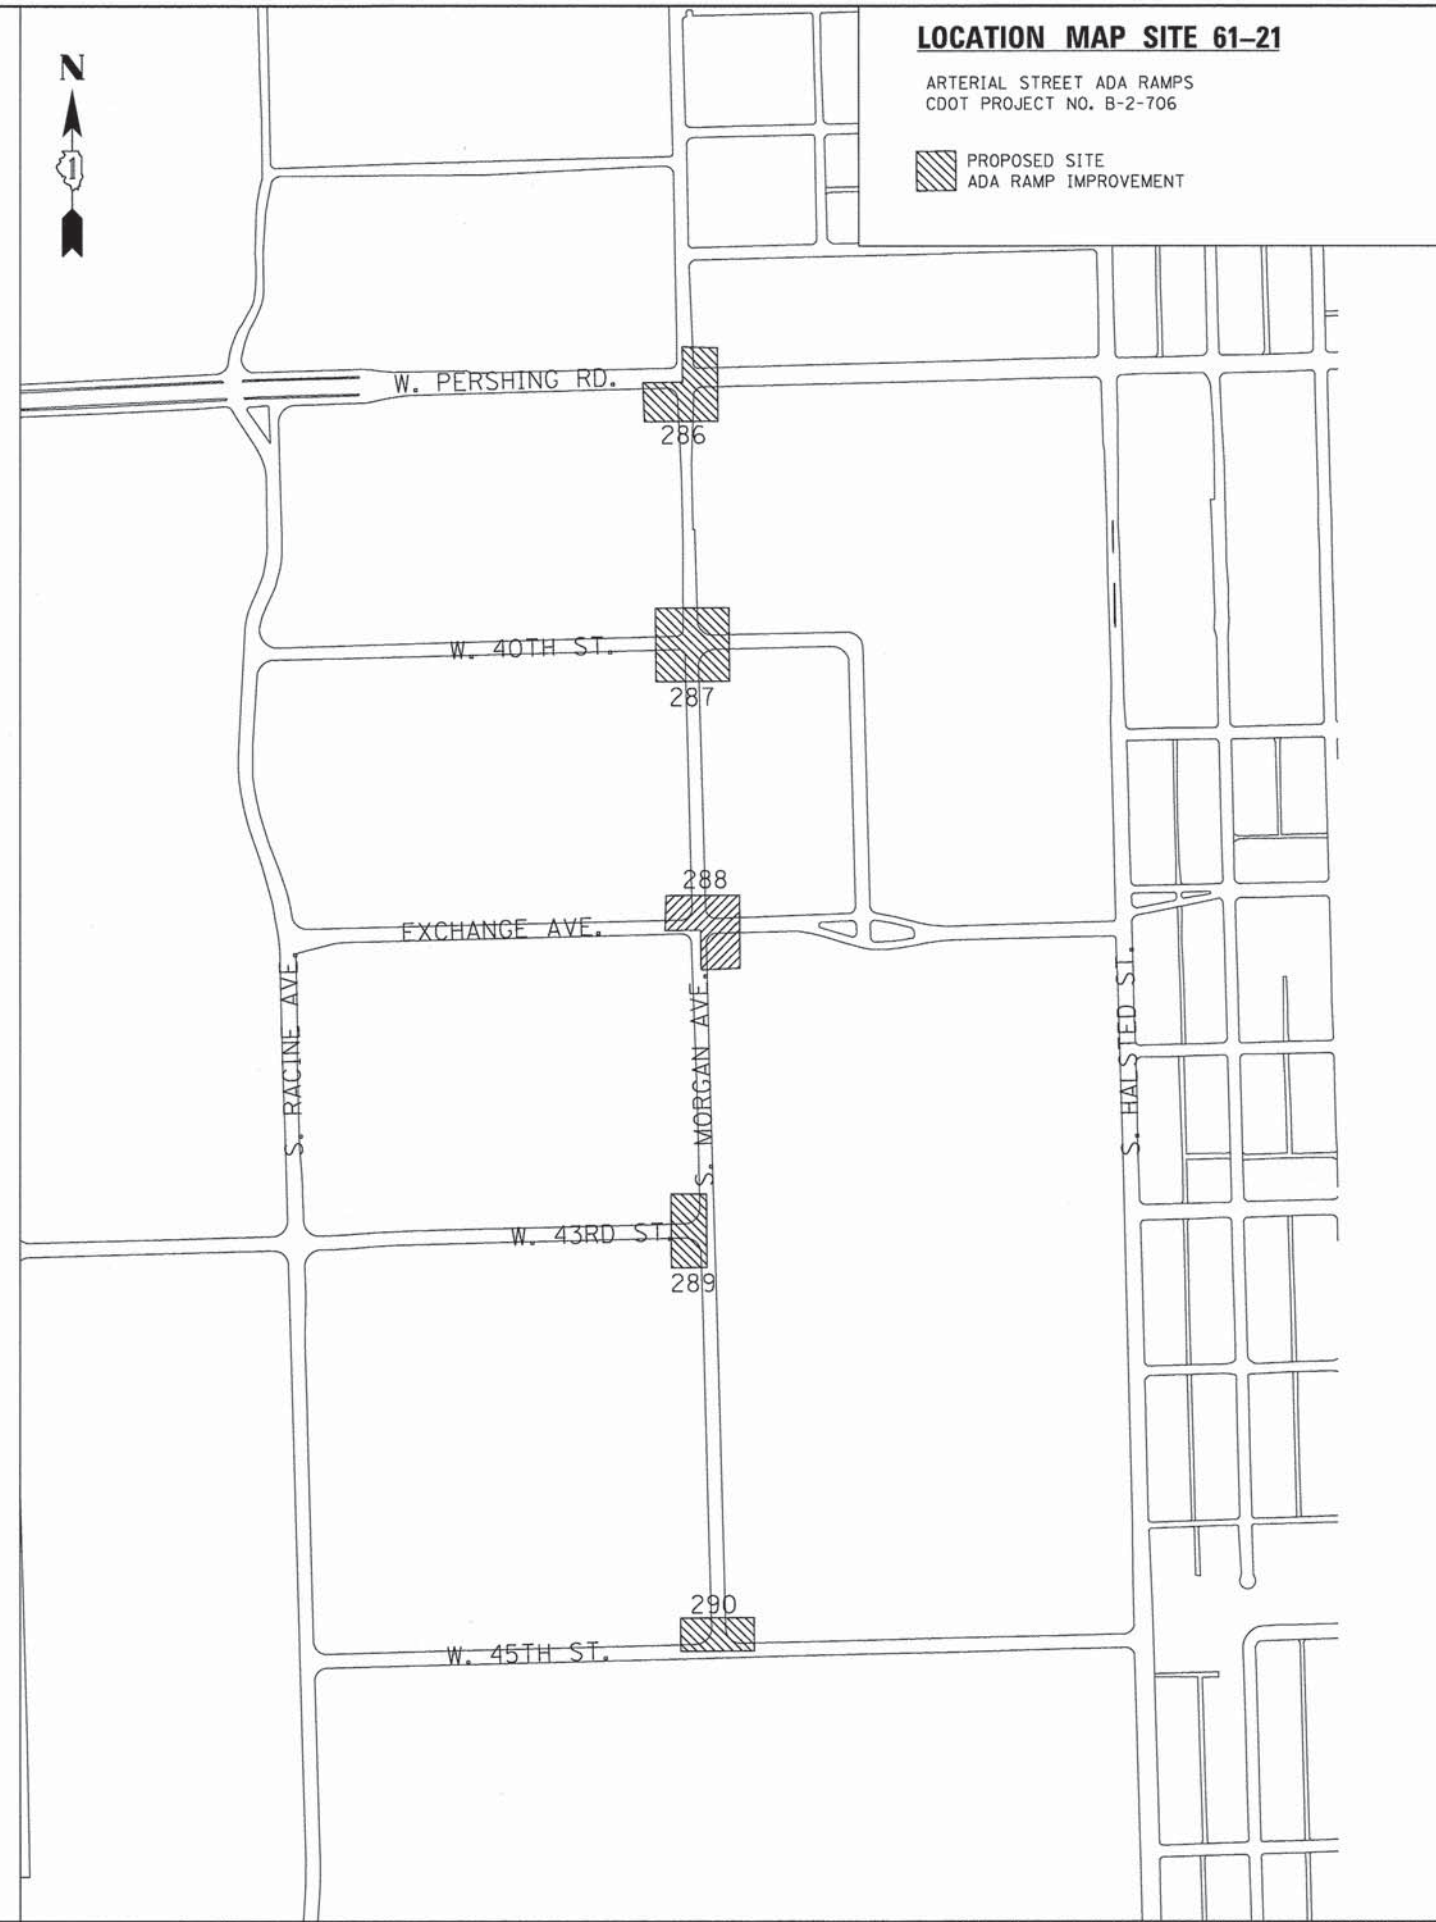 LOCATION MAP SITE 61–21
ARTERIAL STREET ADA RAMPS
CDOT PROJECT NO. B-2-706
PROPOSED SITE
ADA RAMP IMPROVEMENT
N
1
W. PERSHING RD.
286
W. 40TH ST.
287
288
EXCHANGE AVE.
S. RACINE AVE.
S. MORGAN AVE.
S. HALSTED ST.
W. 43RD ST.
289
290
W. 45TH ST.